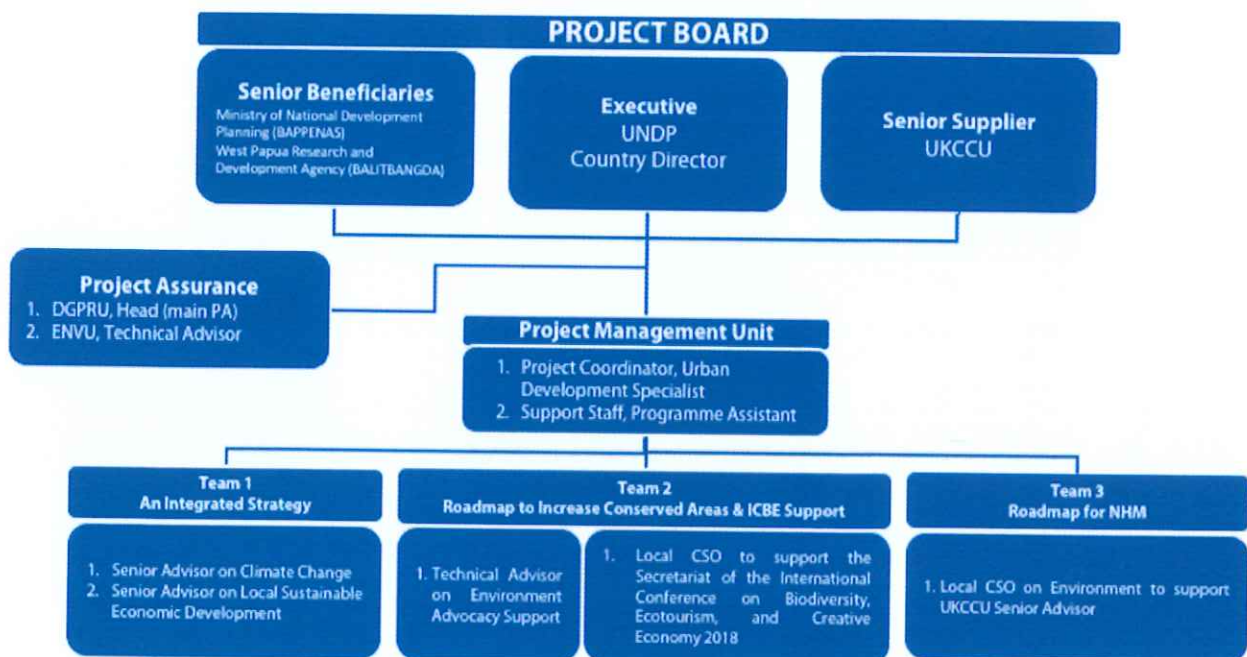 PROJECT BOARD
Senior Beneficiaries
Ministry of National Development
Planning (BAPPENAS)
West Papua Research and
Development Agency (BALITBANGDA)
Executive
UNDP
Country Director
Senior Supplier
UKCCU
Project Assurance
1. DGPRU, Head (main PA)
2. ENVU, Technical Advisor
Project Management Unit
1. Project Coordinator, Urban
Development Specialist
2. Support Staff, Programme Assistant
Team 1
An Integrated Strategy
1. Senior Advisor on Climate Change
2. Senior Advisor on Local Sustainable
Economic Development
Team 2
Roadmap to Increase Conserved Areas & ICBE Support
1. Technical Advisor
on Environment
Advocacy Support
1. Local CSO to support the
Secretariat of the International
Conference on Biodiversity,
Ecotourism, and Creative
Economy 2018
Team 3
Roadmap for NHM
1. Local CSO on Environment to support
UKCCU Senior Advisor